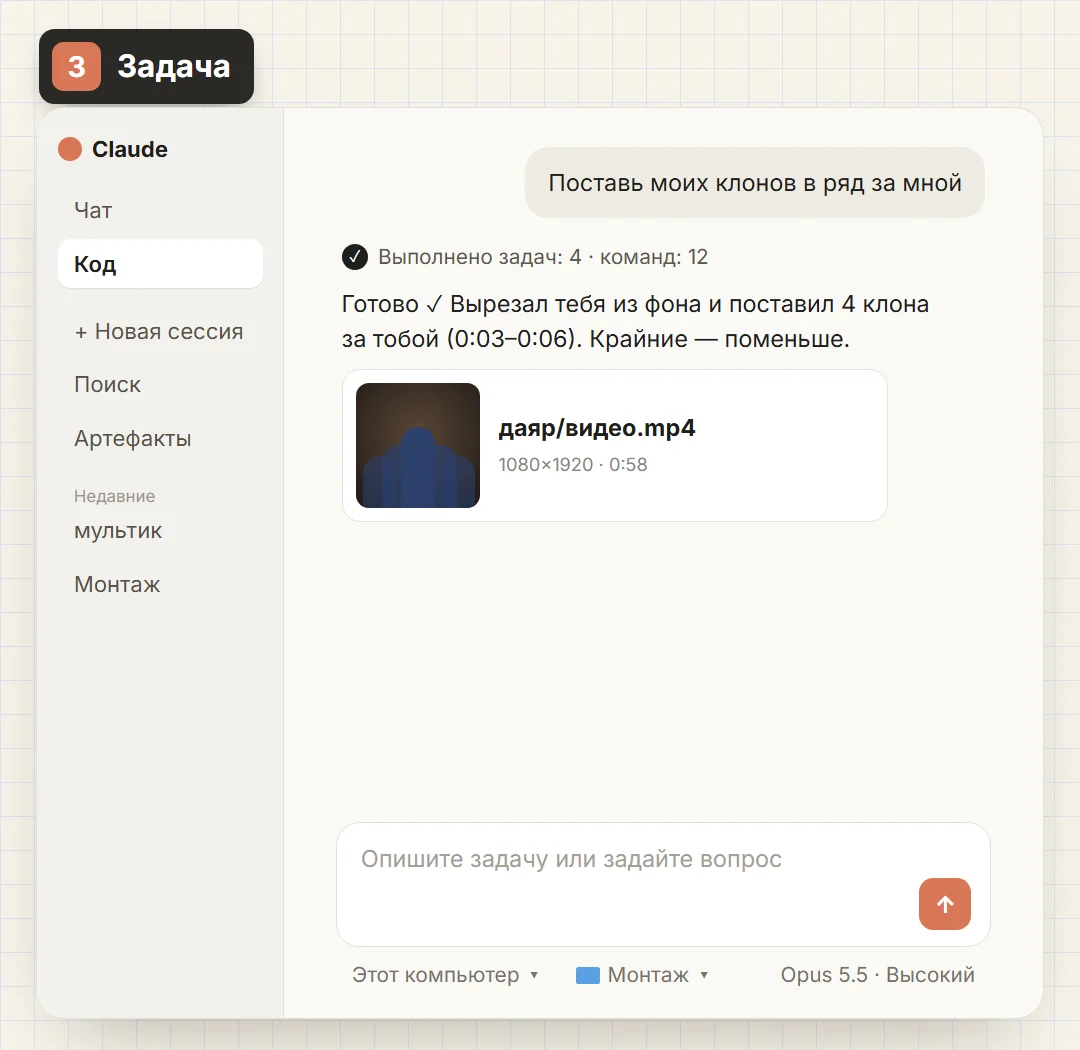 3 Задача
Claude
Чат
Код
+ Новая сессия
Поиск
Артефакты
Недавние
мультик
Монтаж
Поставь моих клонов в ряд за мной
✓ Выполнено задач: 4 · команд: 12
Готово ✓ Вырезал тебя из фона и поставил 4 клона
за тобой (0:03–0:06). Крайние — поменьше.
даяр/видео.mp4
1080×1920 · 0:58
Опишите задачу или задайте вопрос
Этот компьютер ▾ Монтаж ▾ Opus 5.5 · Высокий